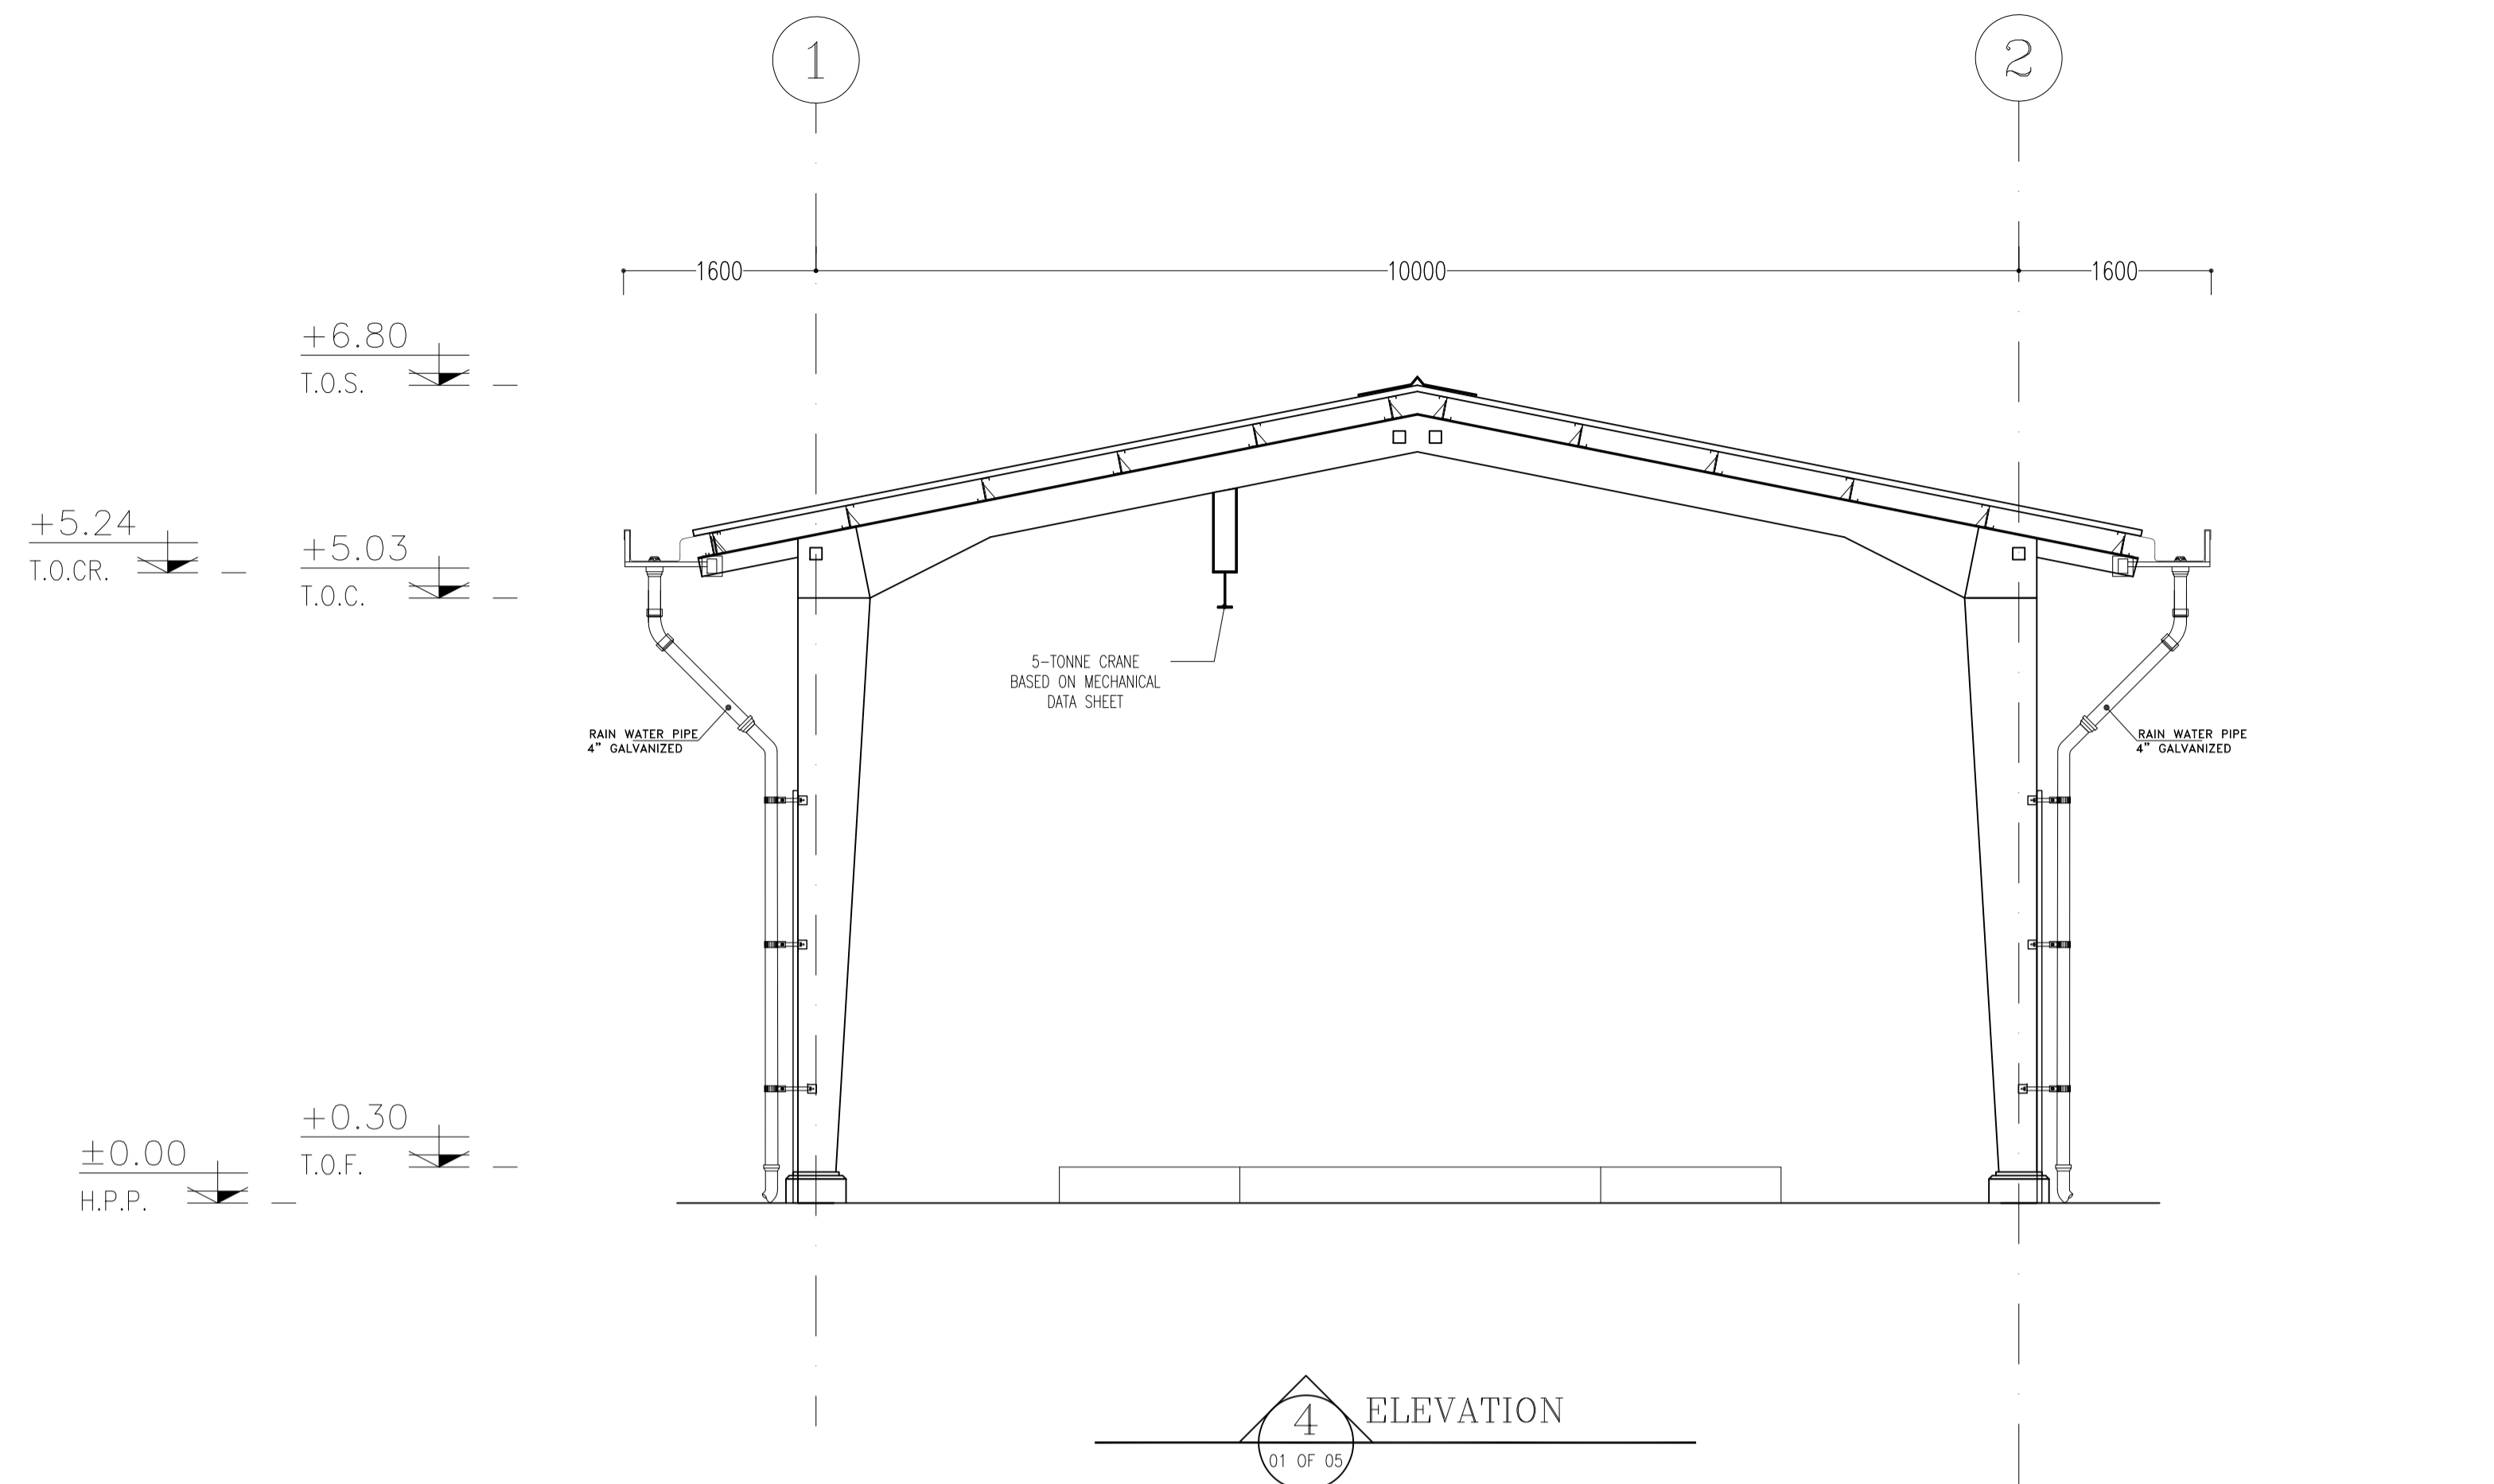 1
2
1600
10000
1600
+6.80
T.O.S.
+5.24
T.O.CR.
+5.03
T.O.C.
5-TONNE CRANE
BASED ON MECHANICAL
DATA SHEET
RAIN WATER PIPE
4" GALVANIZED
RAIN WATER PIPE
4" GALVANIZED
+0.30
T.O.F.
±0.00
H.P.P.
4
ELEVATION
01 OF 05